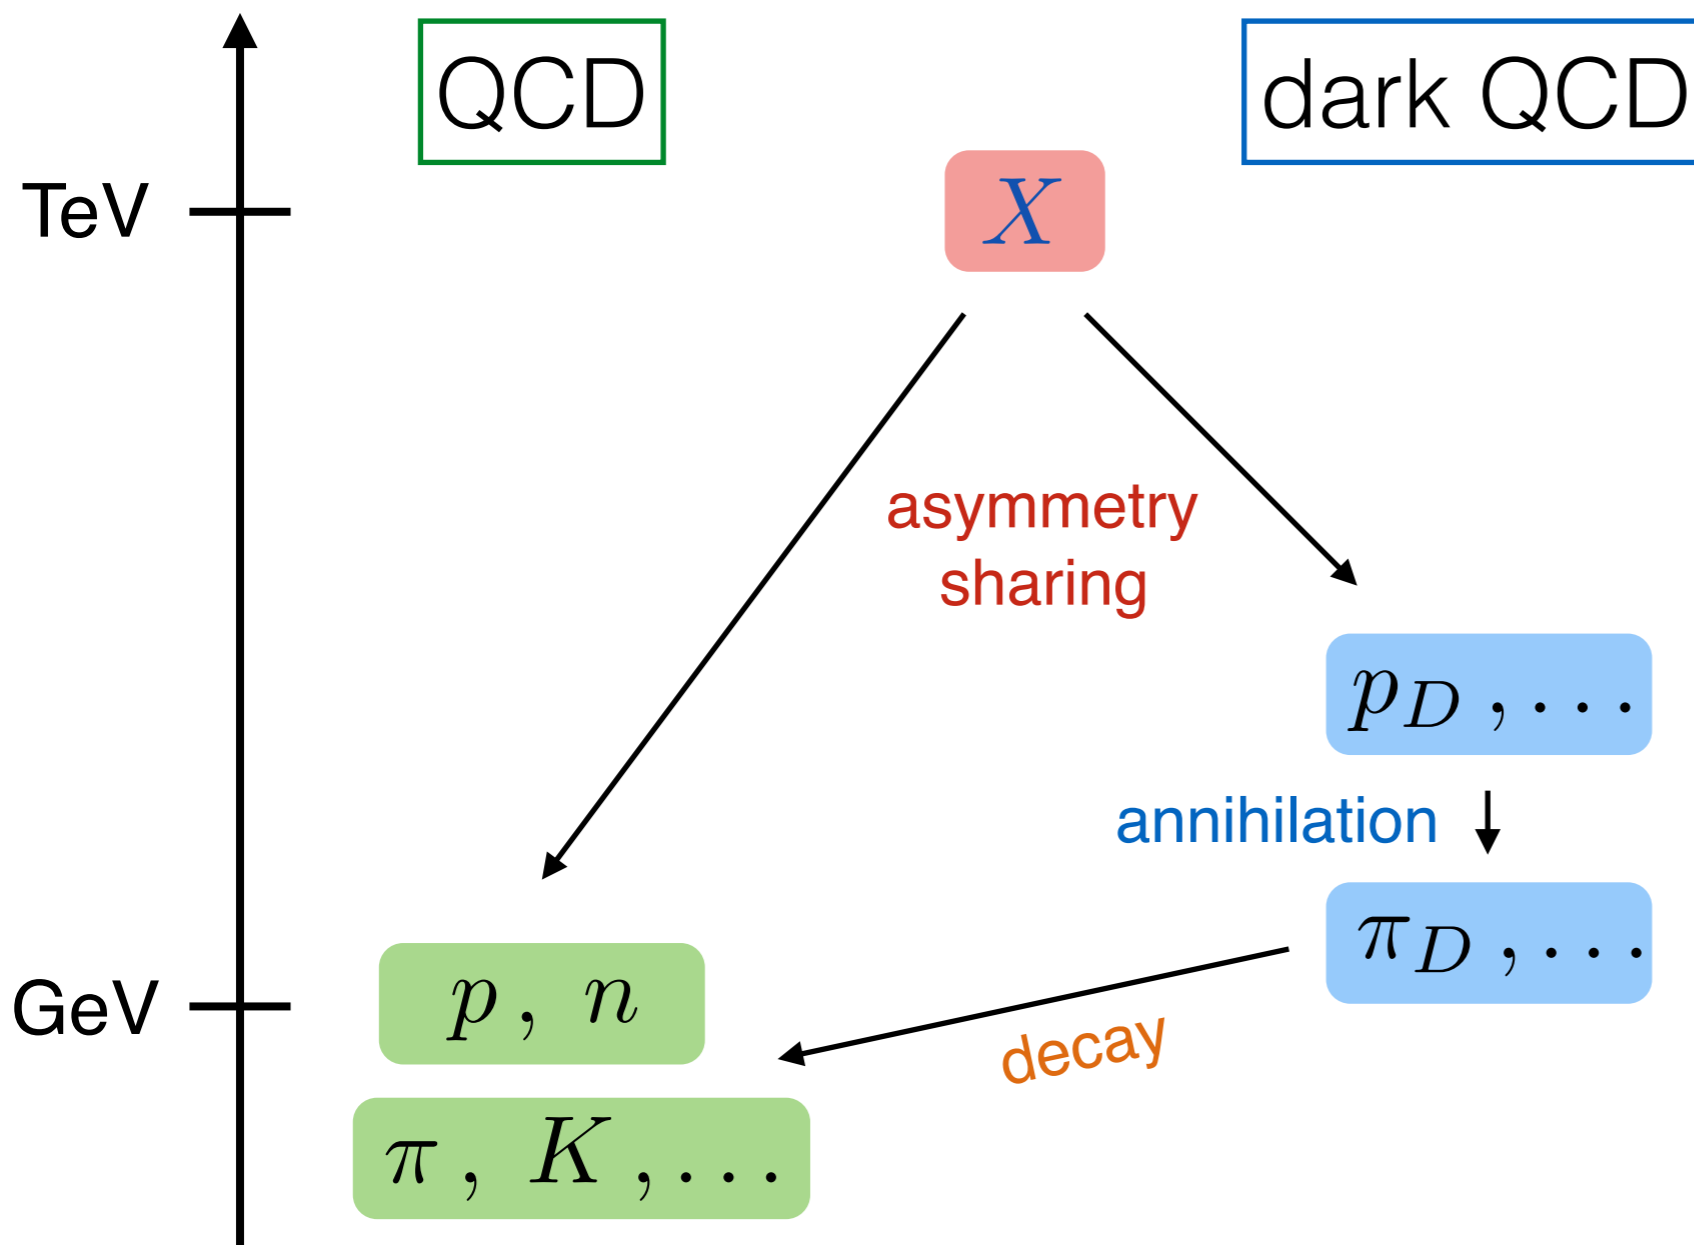 QCD
dark QCD
TeV
X
asymmetry
sharing
p_D , . . .
annihilation
π_D , . . .
GeV
p , n
decay
π , K , . . .